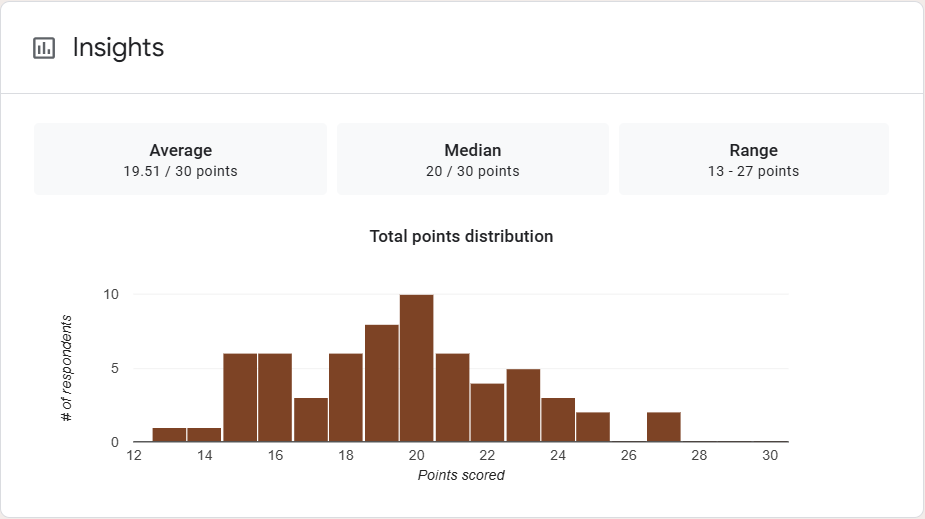 Insights
Average
19.51 / 30 points
Median
20 / 30 points
Range
13 - 27 points
Total points distribution
# of respondents
10
5
0
12 14 16 18 20 22 24 26 28 30
Points scored